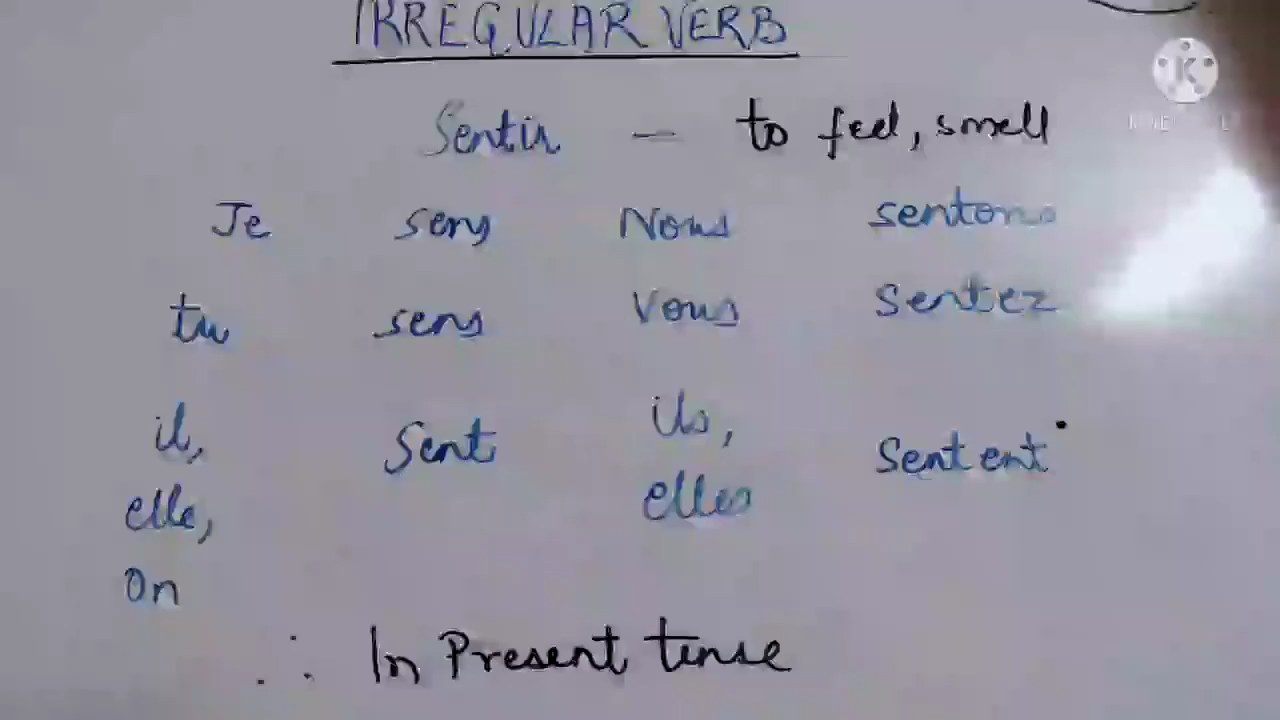 IRREGULAR VERB
Sentir — to feel, smell
Je sens Nous sentons
tu sens Vous Sentez
il, Sent ils, Sentent
elle, elles
On
∴ In Present tense